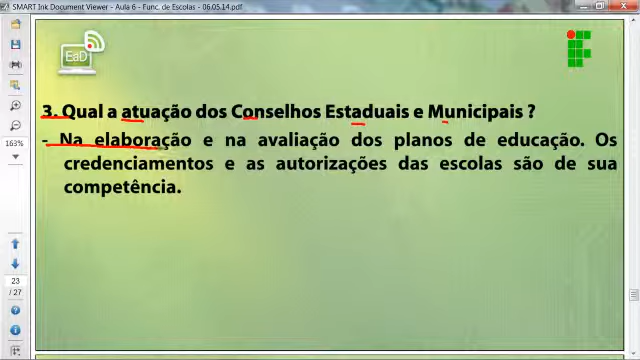 SMART Ink Document Viewer - Aula 6 - Func. de Escolas - 06.05.14.pdf
EaD
3. Qual a atuação dos Conselhos Estaduais e Municipais ?
- Na elaboração e na avaliação dos planos de educação. Os
credenciamentos e as autorizações das escolas são de sua
competência.
163%
23
/ 27